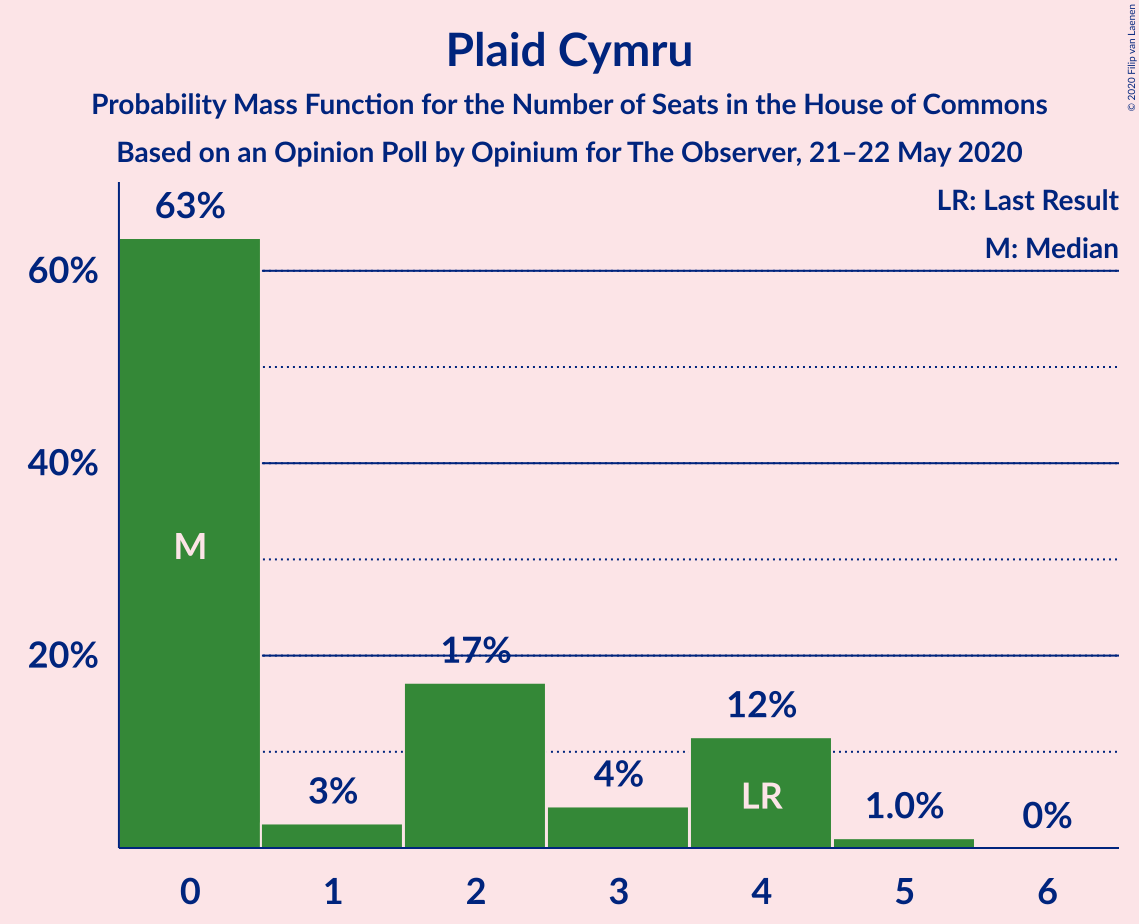 Plaid Cymru
Probability Mass Function for the Number of Seats in the House of Commons
Based on an Opinion Poll by Opinium for The Observer, 21–22 May 2020
© 2020 Filip van Laenen
LR: Last Result
M: Median
63%
60%
40%
M
20%
17%
12%
3%
4%
LR
1.0%
0%
0 1 2 3 4 5 6